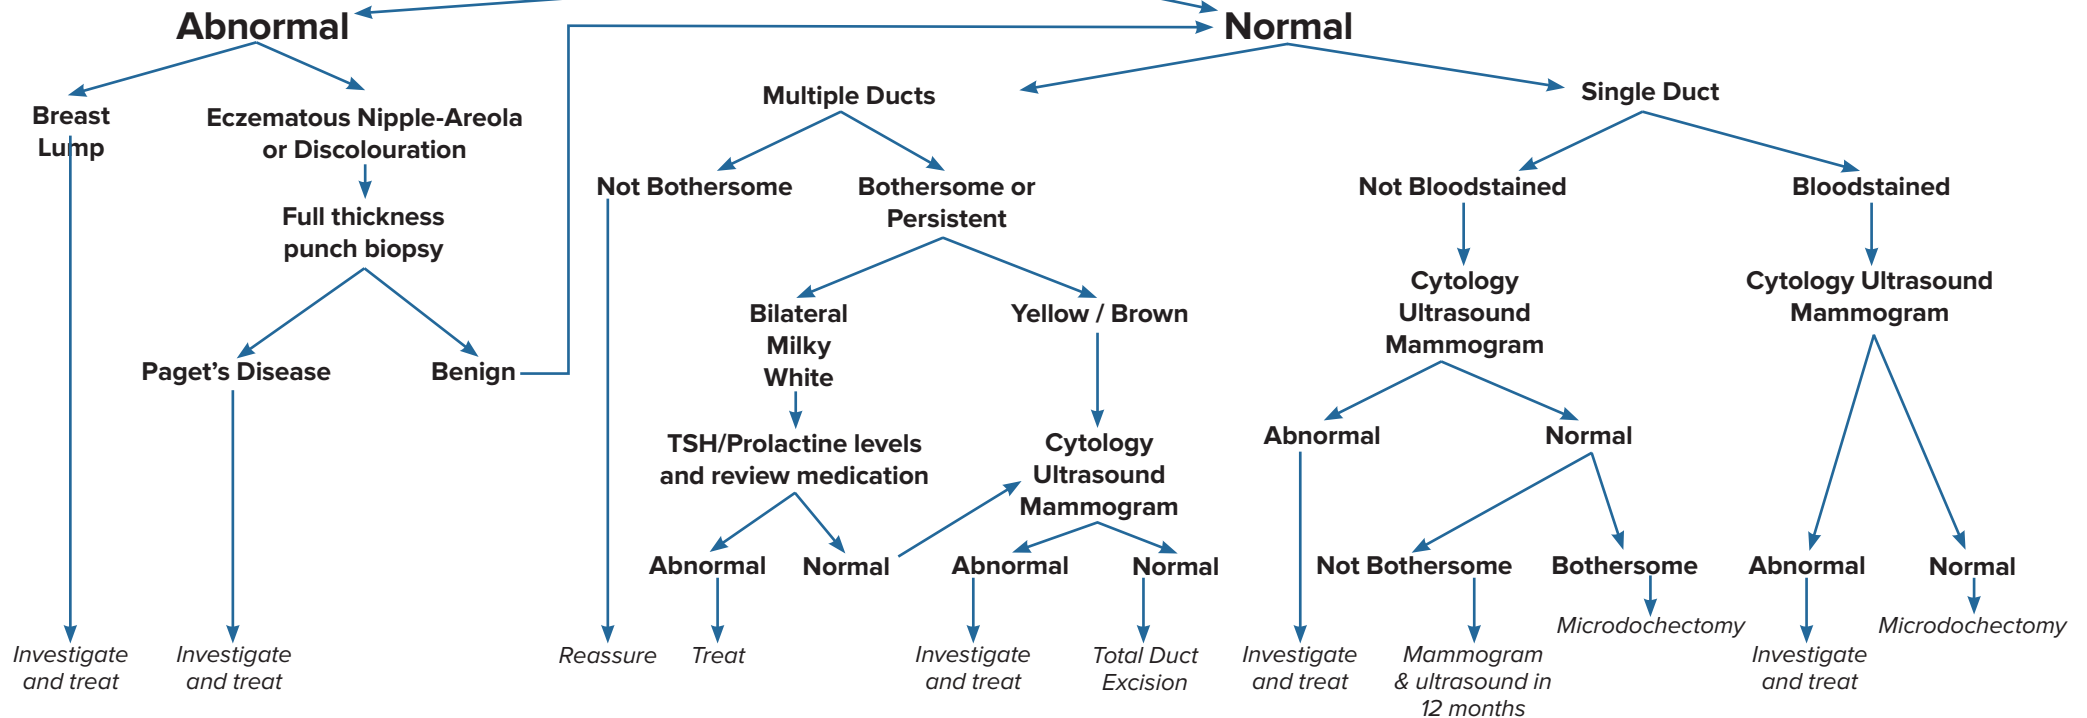 Abnormal
Normal
Breast
Lump
Eczematous Nipple-Areola
or Discolouration
Multiple Ducts
Single Duct
Full thickness
punch biopsy
Not Bothersome
Bothersome or
Persistent
Not Bloodstained
Bloodstained
Paget's Disease
Benign
Bilateral
Milky
White
Yellow / Brown
Cytology
Ultrasound
Mammogram
Cytology Ultrasound
Mammogram
TSH/Prolactine levels
and review medication
Cytology
Ultrasound
Mammogram
Abnormal
Normal
Abnormal
Normal
Abnormal
Normal
Not Bothersome
Bothersome
Abnormal
Normal
Investigate
and treat
Investigate
and treat
Reassure
Treat
Investigate
and treat
Total Duct
Excision
Investigate
and treat
Mammogram
& ultrasound in
12 months
Microdochectomy
Investigate
and treat
Microdochectomy